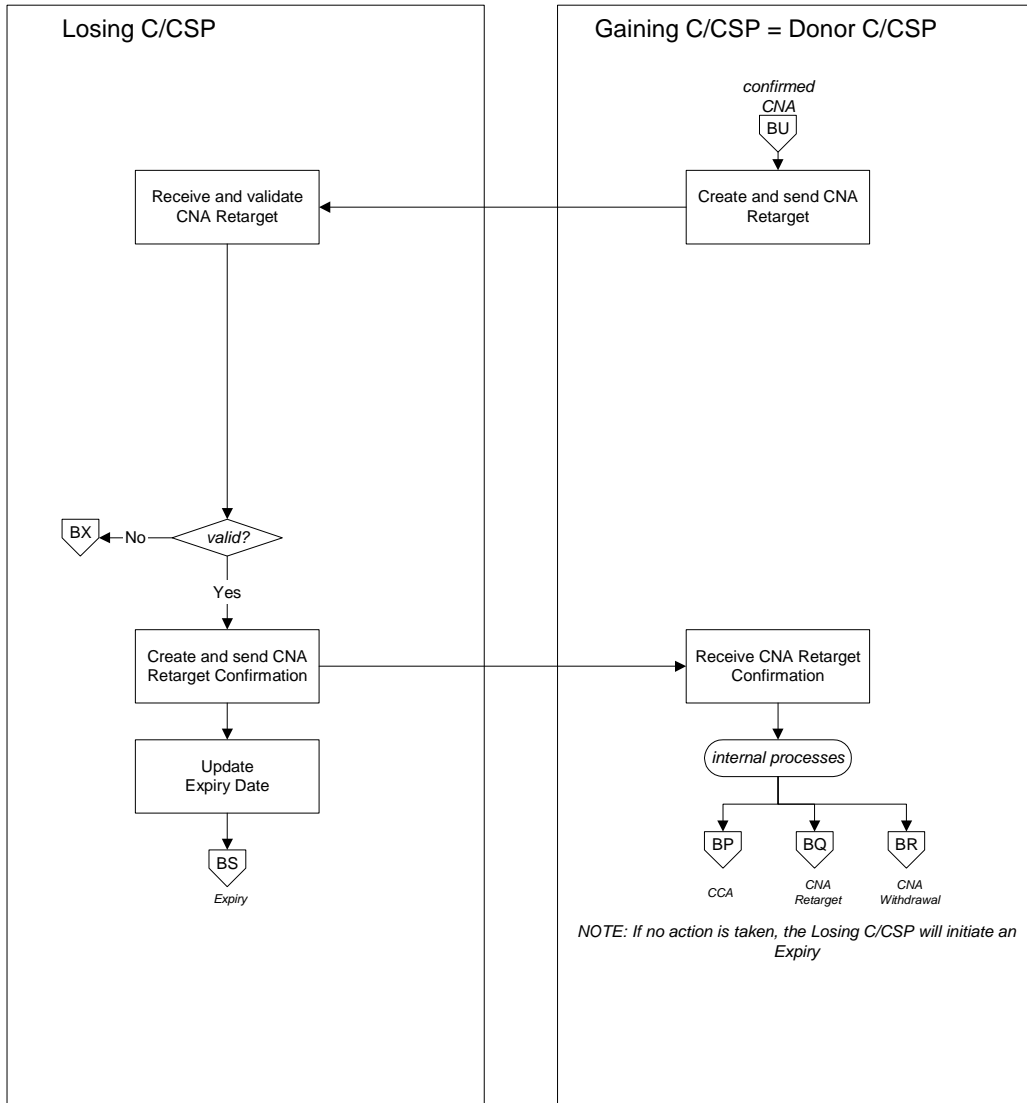 Losing C/CSP
Gaining C/CSP = Donor C/CSP
confirmed
CNA
BU
Receive and validate
CNA Retarget
Create and send CNA
Retarget
BX
No
valid?
Yes
Create and send CNA
Retarget Confirmation
Receive CNA Retarget
Confirmation
Update
Expiry Date
internal processes
BS
Expiry
BP
BQ
BR
CCA
CNA
Retarget
CNA
Withdrawal
NOTE: If no action is taken, the Losing C/CSP will initiate an
Expiry